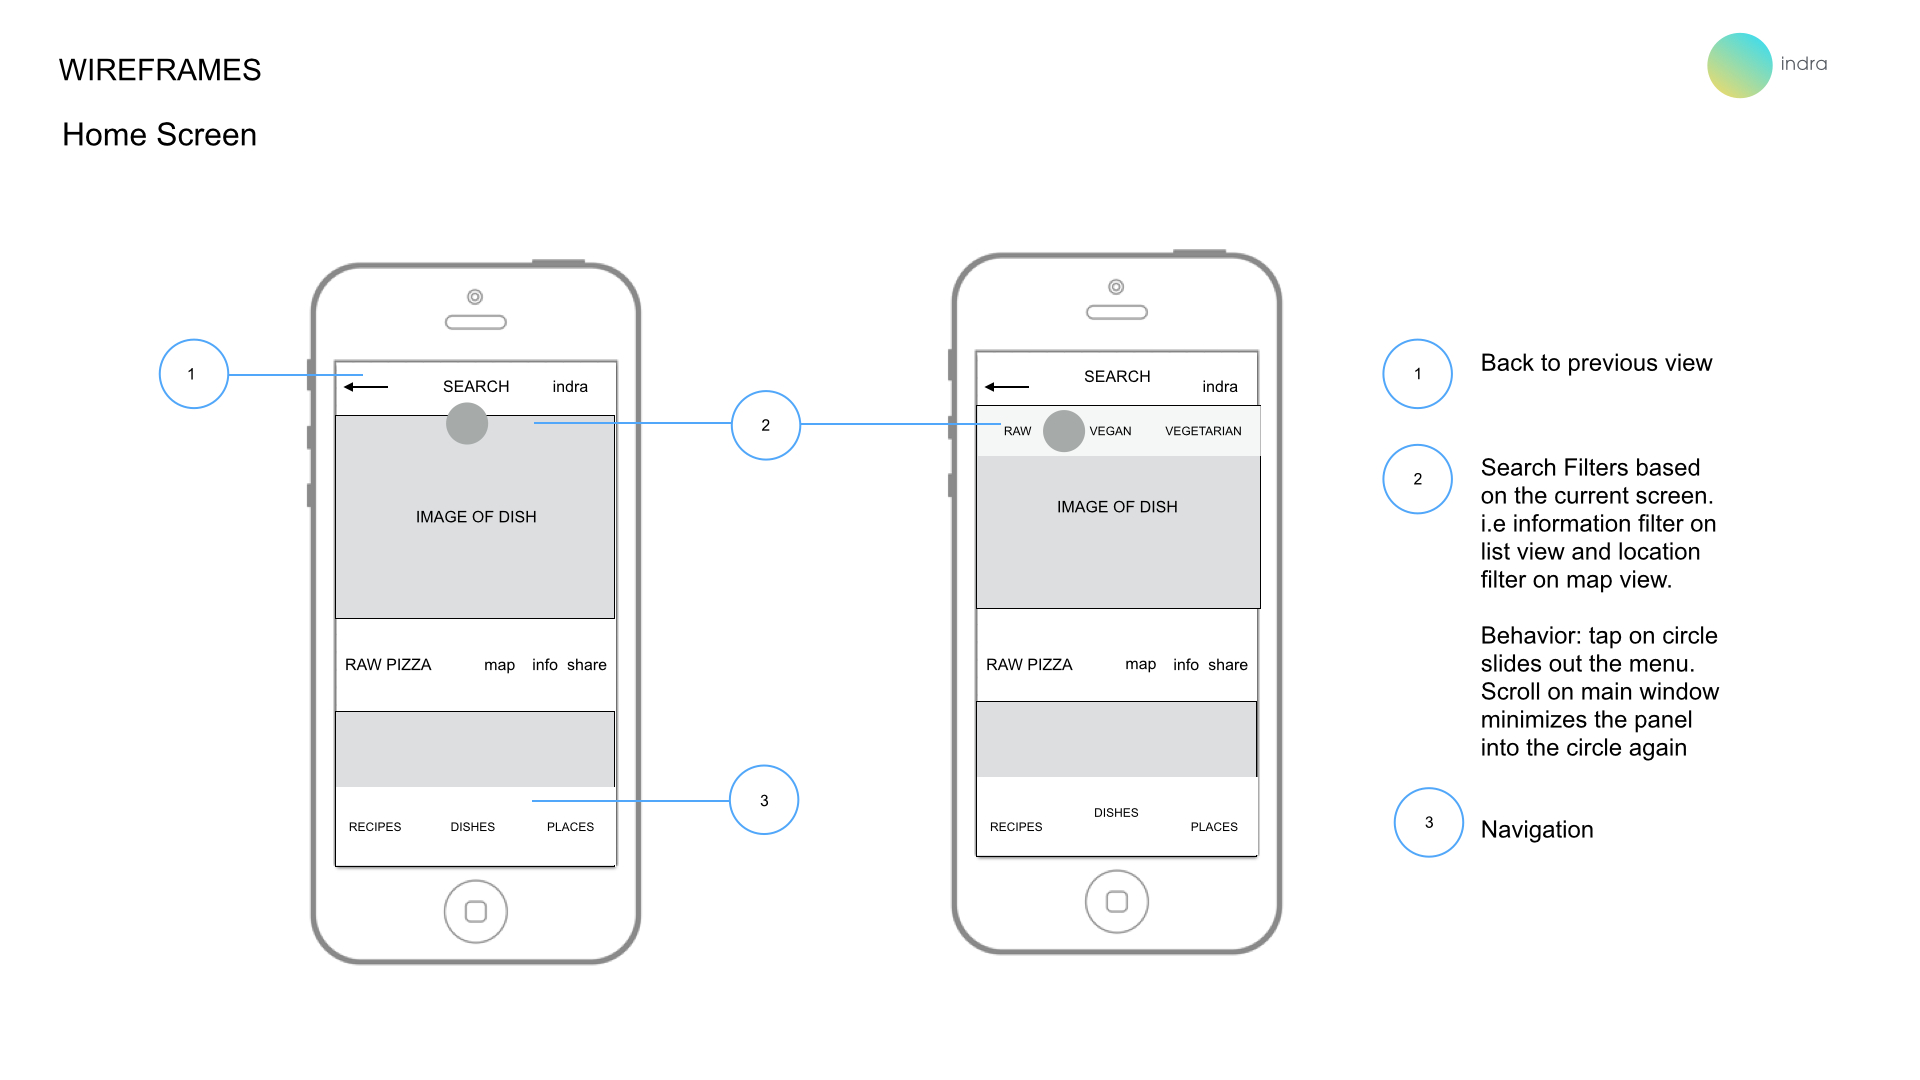 WIREFRAMES
indra
Home Screen
1
SEARCH
indra
2
IMAGE OF DISH
RAW PIZZA map info share
3
RECIPES DISHES PLACES
SEARCH
indra
RAW VEGAN VEGETARIAN
IMAGE OF DISH
RAW PIZZA map info share
DISHES
RECIPES PLACES
1 Back to previous view
2 Search Filters based
on the current screen.
i.e information filter on
list view and location
filter on map view.
Behavior: tap on circle
slides out the menu.
Scroll on main window
minimizes the panel
into the circle again
3 Navigation